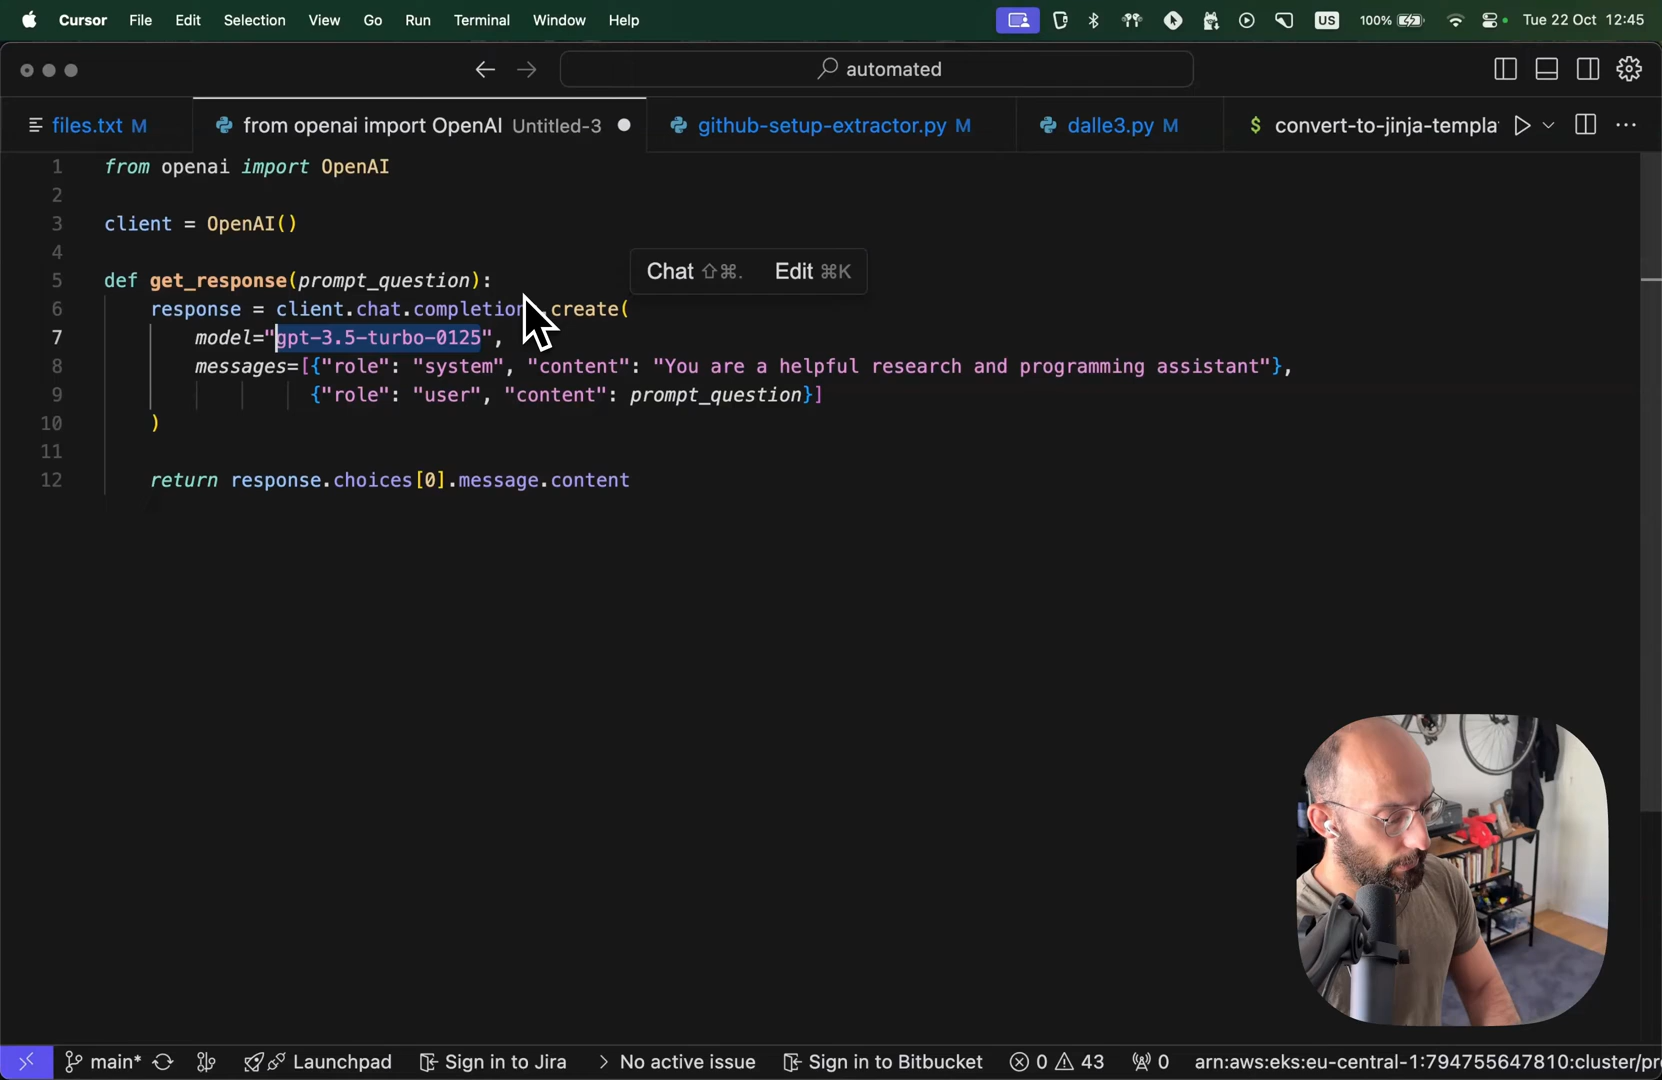 Cursor File Edit Selection View Go Run Terminal Window Help US 100% Tue 22 Oct 12:45
automated
files.txt M from openai import OpenAI Untitled-3 github-setup-extractor.py M dalle3.py M $ convert-to-jinja-templa
1 from openai import OpenAI
2
3 client = OpenAI()
4
Chat ⇧⌘. Edit ⌘K
5 def get_response(prompt_question):
6 response = client.chat.completion .create(
7 model="gpt-3.5-turbo-0125",
8 messages=[{"role": "system", "content": "You are a helpful research and programming assistant"},
9 {"role": "user", "content": prompt_question}]
10 )
11
12 return response.choices[0].message.content
main* Launchpad Sign in to Jira No active issue Sign in to Bitbucket 0 43 0 arn:aws:eks:eu-central-1:794755647810:cluster/pr